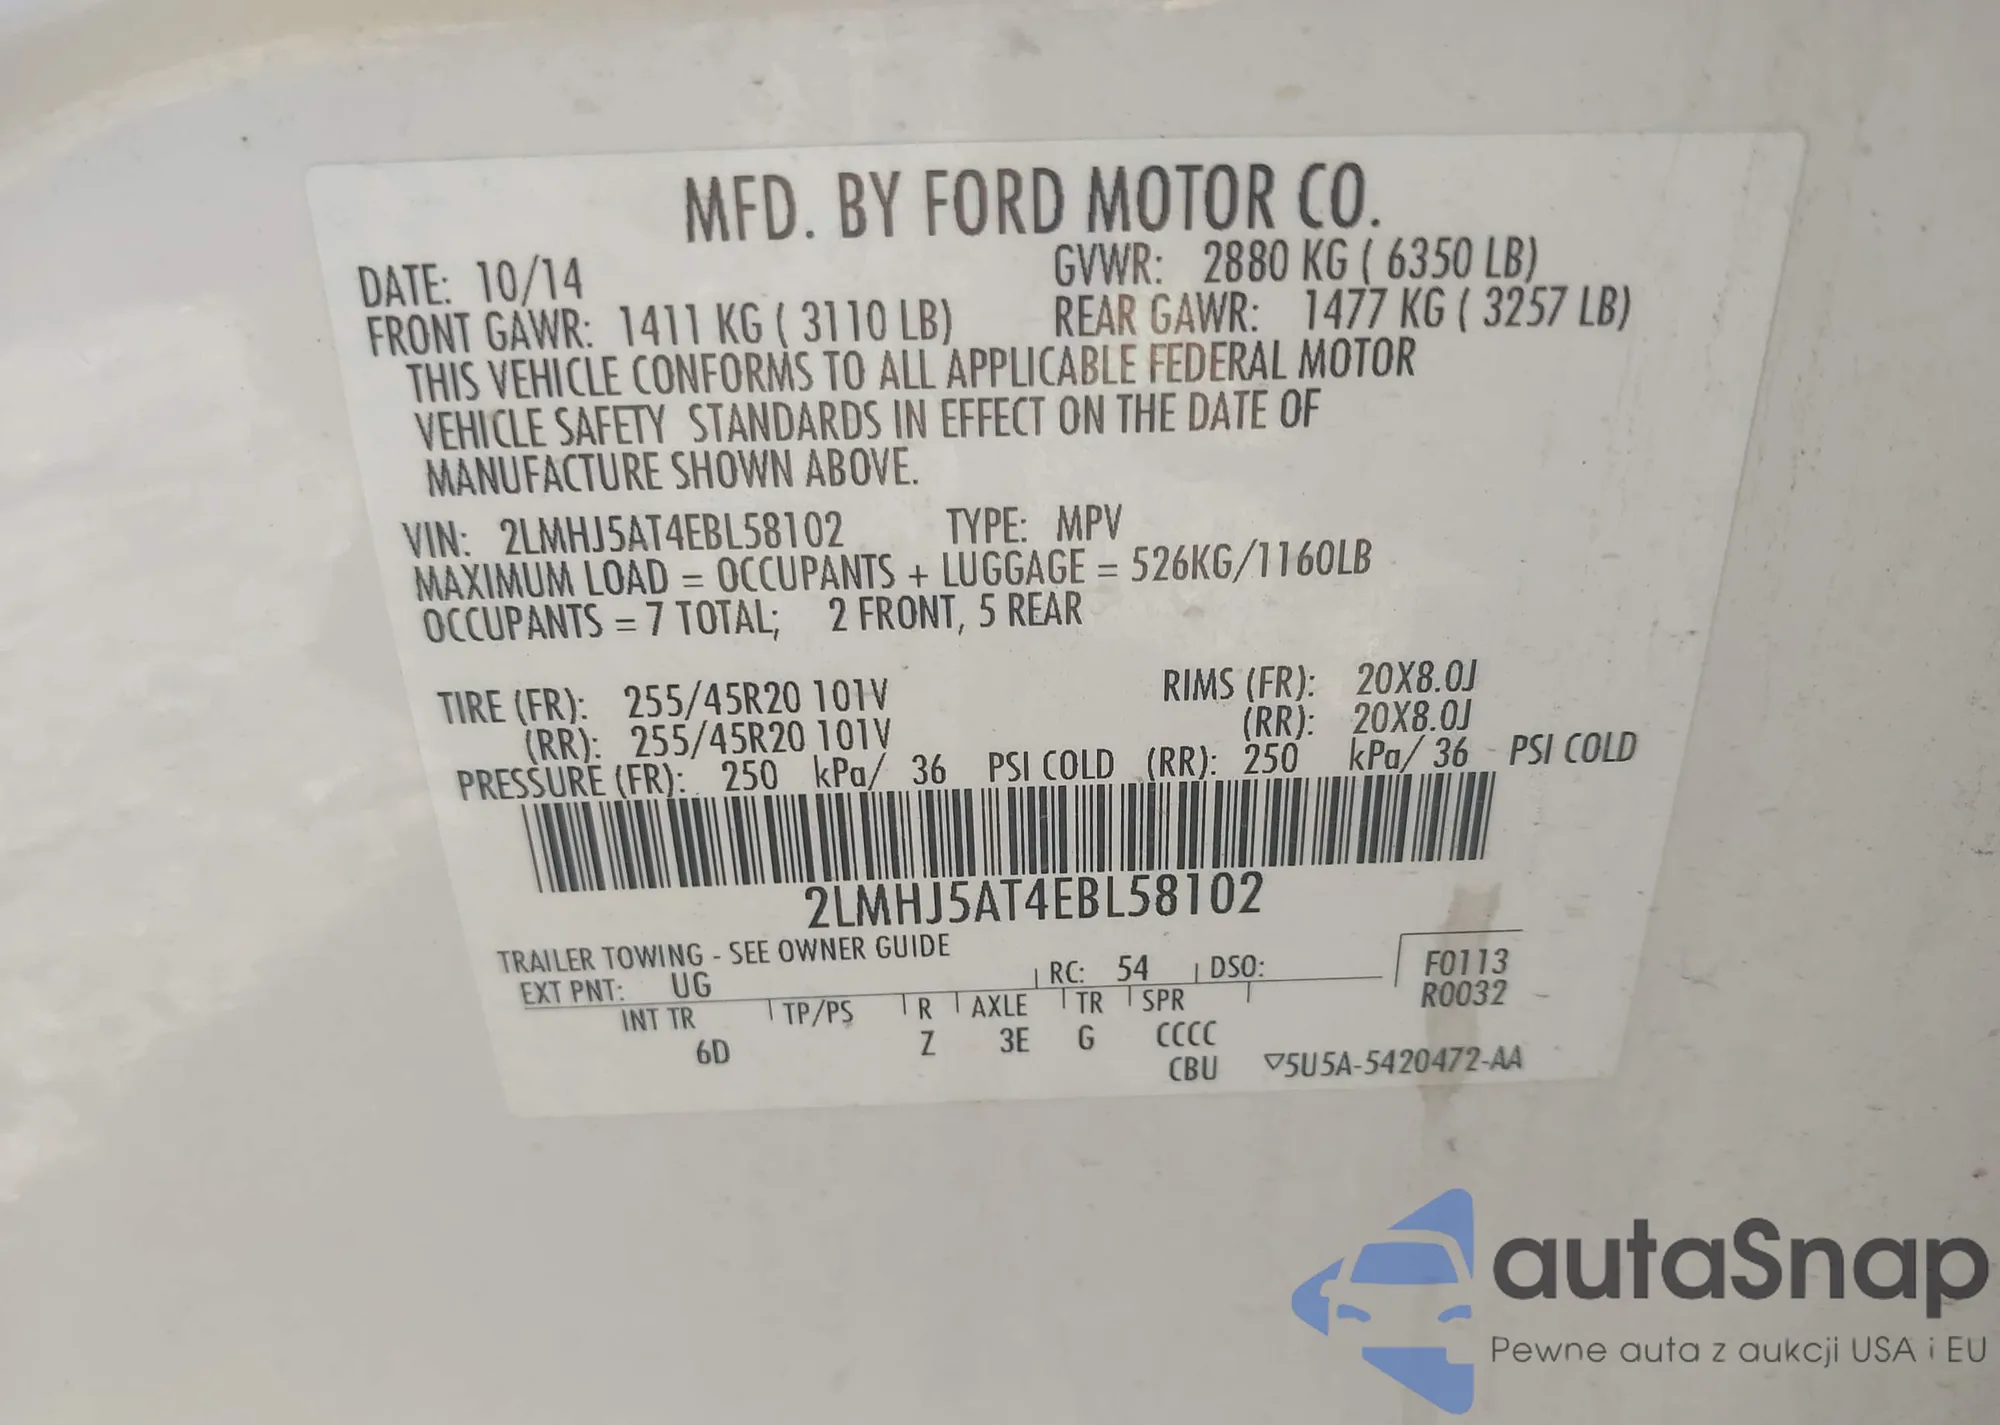 MFD. BY FORD MOTOR CO.
DATE: 10/14 GVWR: 2880 KG ( 6350 LB)
FRONT GAWR: 1411 KG ( 3110 LB) REAR GAWR: 1477 KG ( 3257 LB)
THIS VEHICLE CONFORMS TO ALL APPLICABLE FEDERAL MOTOR
VEHICLE SAFETY STANDARDS IN EFFECT ON THE DATE OF
MANUFACTURE SHOWN ABOVE.
VIN: 2LMHJ5AT4EBL58102 TYPE: MPV
MAXIMUM LOAD = OCCUPANTS + LUGGAGE = 526KG/1160LB
OCCUPANTS = 7 TOTAL; 2 FRONT, 5 REAR
TIRE (FR): 255/45R20 101V RIMS (FR): 20X8.0J
(RR): 255/45R20 101V (RR): 20X8.0J
PRESSURE (FR): 250 kPa/ 36 PSI COLD (RR): 250 kPa/ 36 PSI COLD
2LMHJ5AT4EBL58102
TRAILER TOWING - SEE OWNER GUIDE
EXT PNT: UG RC: 54 DSO: F0113
R0032
INT TR TP/PS R AXLE TR SPR
6D Z 3E G CCCC
CBU ▽5U5A-5420472-AA
autaSnap
Pewne auta z aukcji USA i EU